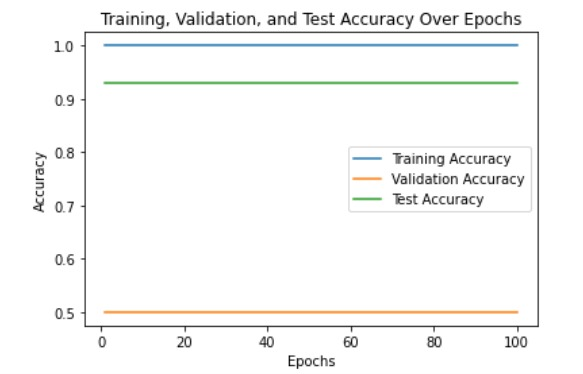 Training, Validation, and Test Accuracy Over Epochs
1.0
0.9
0.8
0.7
0.6
0.5
Accuracy
Training Accuracy
Validation Accuracy
Test Accuracy
0 20 40 60 80 100
Epochs